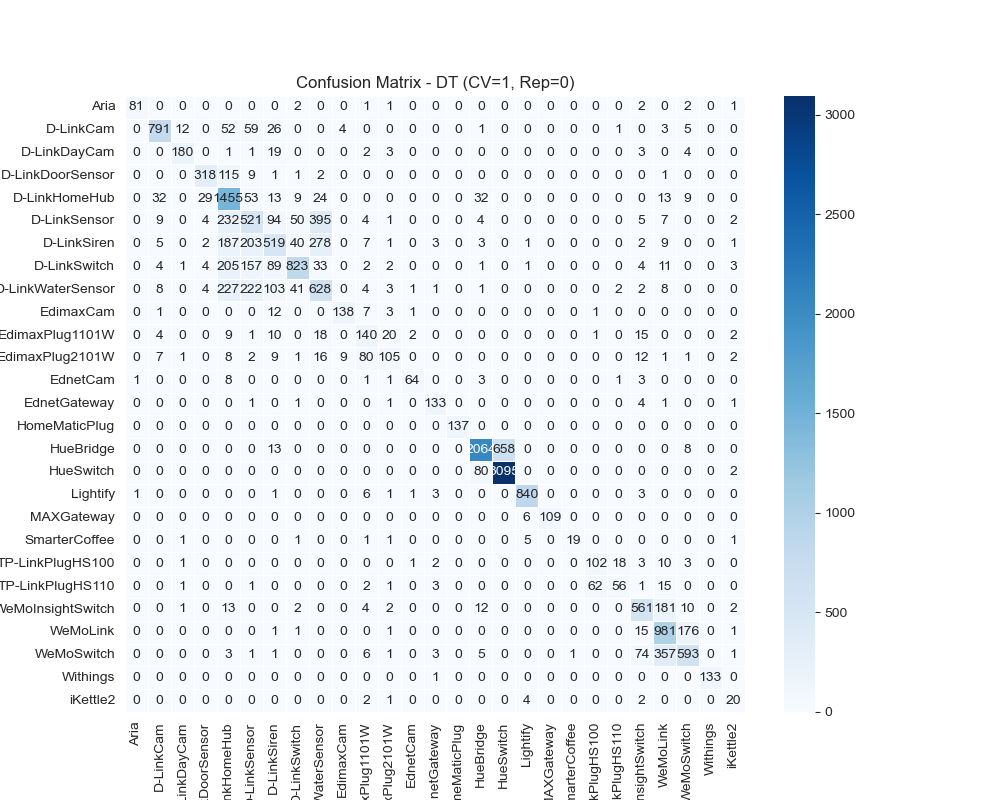 Confusion Matrix - DT (CV=1, Rep=0)
Aria 81 0 0 0 0 0 0 2 0 0 1 1 0 0 0 0 0 0 0 0 0 0 2 0 2 0 1
D-LinkCam 0 791 12 0 52 59 26 0 0 4 0 0 0 0 0 1 0 0 0 0 0 1 0 3 5 0 0
D-LinkDayCam 0 0 180 0 1 1 19 0 0 0 2 3 0 0 0 0 0 0 0 0 0 0 3 0 4 0 0
D-LinkDoorSensor 0 0 0 318 115 9 1 1 2 0 0 0 0 0 0 0 0 0 0 0 0 0 0 1 0 0 0
D-LinkHomeHub 0 32 0 29 1455 53 13 9 24 0 0 0 0 0 0 32 0 0 0 0 0 0 0 13 9 0 0
D-LinkSensor 0 9 0 4 232 521 94 50 395 0 4 1 0 0 0 4 0 0 0 0 0 0 5 7 0 0 2
D-LinkSiren 0 5 0 2 187 203 519 40 278 0 7 1 0 3 0 3 0 1 0 0 0 0 2 9 0 0 1
D-LinkSwitch 0 4 1 4 205 157 89 823 33 0 2 2 0 0 0 1 0 1 0 0 0 0 4 11 0 0 3
D-LinkWaterSensor 0 8 0 4 227 222 103 41 628 0 4 3 1 1 0 1 0 0 0 0 0 2 2 8 0 0 0
EdimaxCam 0 1 0 0 0 0 12 0 0 138 7 3 1 0 0 0 0 0 0 0 1 0 0 0 0 0 0
EdimaxPlug1101W 0 4 0 0 9 1 10 0 18 0 140 20 2 0 0 0 0 0 0 0 1 0 15 0 0 0 2
EdimaxPlug2101W 0 7 1 0 8 2 9 1 16 9 80 105 0 0 0 0 0 0 0 0 0 0 12 1 1 0 2
EdnetCam 1 0 0 0 8 0 0 0 0 0 1 1 64 0 0 3 0 0 0 0 0 1 3 0 0 0 0
EdnetGateway 0 0 0 0 0 1 0 1 0 0 0 1 0 133 0 0 0 0 0 0 0 0 4 1 0 0 1
HomeMaticPlug 0 0 0 0 0 0 0 0 0 0 0 0 0 0 137 0 0 0 0 0 0 0 0 0 0 0 0
HueBridge 0 0 0 0 0 0 13 0 0 0 0 0 0 0 0 2064 658 0 0 0 0 0 0 0 8 0 0
HueSwitch 0 0 0 0 0 0 0 0 0 0 0 0 0 0 0 80 3095 0 0 0 0 0 0 0 0 0 2
Lightify 1 0 0 0 0 0 1 0 0 0 6 1 1 3 0 0 0 840 0 0 0 0 3 0 0 0 0
MAXGateway 0 0 0 0 0 0 0 0 0 0 0 0 0 0 0 0 0 6 109 0 0 0 0 0 0 0 0
SmarterCoffee 0 0 1 0 0 0 0 1 0 0 1 1 0 0 0 0 0 5 0 19 0 0 0 0 0 0 1
TP-LinkPlugHS100 0 0 1 0 0 0 0 0 0 0 0 0 1 2 0 0 0 0 0 0 102 18 3 10 3 0 0
TP-LinkPlugHS110 0 0 1 0 0 1 0 0 0 0 2 1 0 3 0 0 0 0 0 0 62 56 1 15 0 0 0
WeMoInsightSwitch 0 0 1 0 13 0 0 2 0 0 4 2 0 0 0 12 0 0 0 0 0 0 561 181 10 0 2
WeMoLink 0 0 0 0 0 0 1 1 0 0 0 1 0 0 0 0 0 0 0 0 0 0 15 981 176 0 1
WeMoSwitch 0 0 0 0 3 1 1 0 0 0 6 1 0 3 0 5 0 0 0 1 0 0 74 357 593 0 1
Withings 0 0 0 0 0 0 0 0 0 0 0 0 0 1 0 0 0 0 0 0 0 0 0 0 0 133 0
iKettle2 0 0 0 0 0 0 0 0 0 0 2 1 0 0 0 0 0 4 0 0 0 0 2 0 0 0 20
Aria
D-LinkCam
LinkDayCam
DoorSensor
nkHomeHub
D-LinkSensor
D-LinkSiren
D-LinkSwitch
WaterSensor
EdimaxCam
xPlug1101W
xPlug2101W
EdnetCam
netGateway
meMaticPlug
HueBridge
HueSwitch
Lightify
MAXGateway
marterCoffee
kPlugHS100
kPlugHS110
nsightSwitch
WeMoLink
WeMoSwitch
Withings
iKettle2
3000
2500
2000
1500
1000
500
0